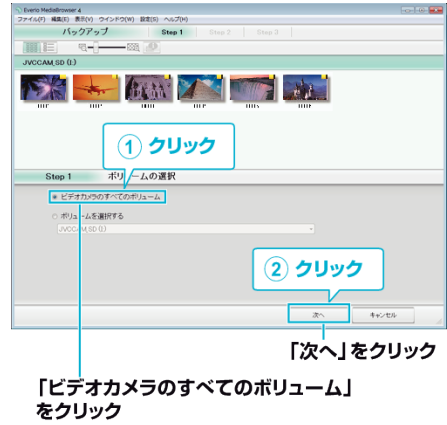 Everio MediaBrowser 4
ファイル(F) 編集(E) 表示(V) ウインドウ(W) 設定(S) ヘルプ(H)
バックアップ Step 1 Step 2 Step 3
JVCCAM_SD (I:)
① クリック
Step 1 ボリュームの選択
ビデオカメラのすべてのボリューム
ボリュームを選択する
JVCCAM_SD (I:)
② クリック
次へ キャンセル
「次へ」をクリック
「ビデオカメラのすべてのボリューム」
をクリック